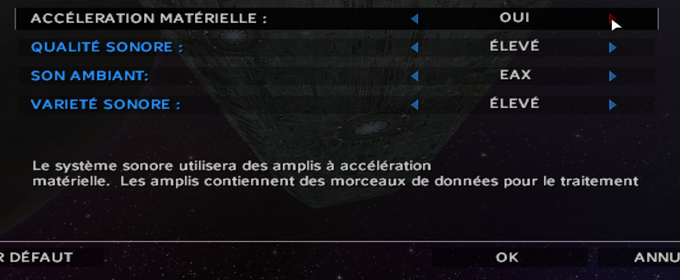 ACCÉLERATION MATÉRIELLE : OUI
QUALITÉ SONORE : ÉLEVÉ
SON AMBIANT: EAX
VARIETÉ SONORE : ÉLEVÉ
Le système sonore utilisera des amplis à accélération
matérielle. Les amplis contiennent des morceaux de données pour le traitement
R DÉFAUT OK ANNU